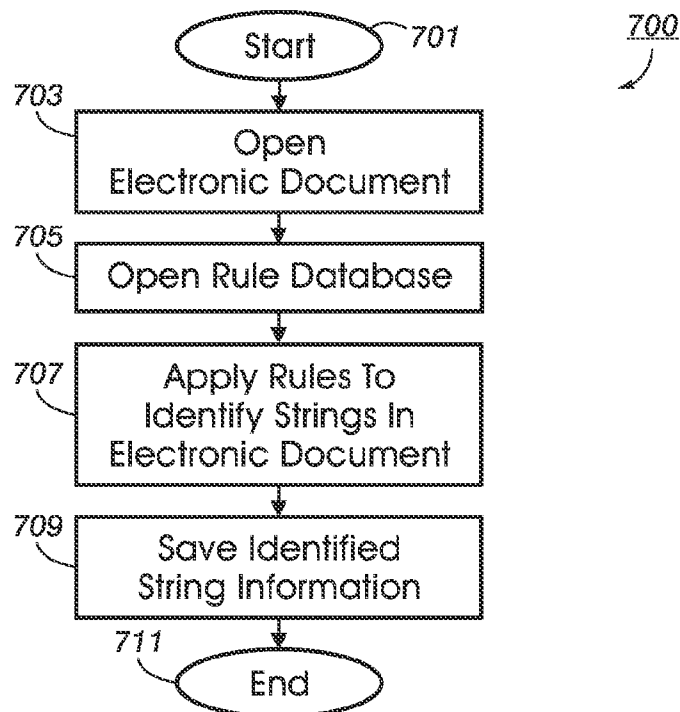 Start
701
700
703
Open
Electronic Document
705
Open Rule Database
707
Apply Rules To
Identify Strings In
Electronic Document
709
Save Identified
String Information
711
End